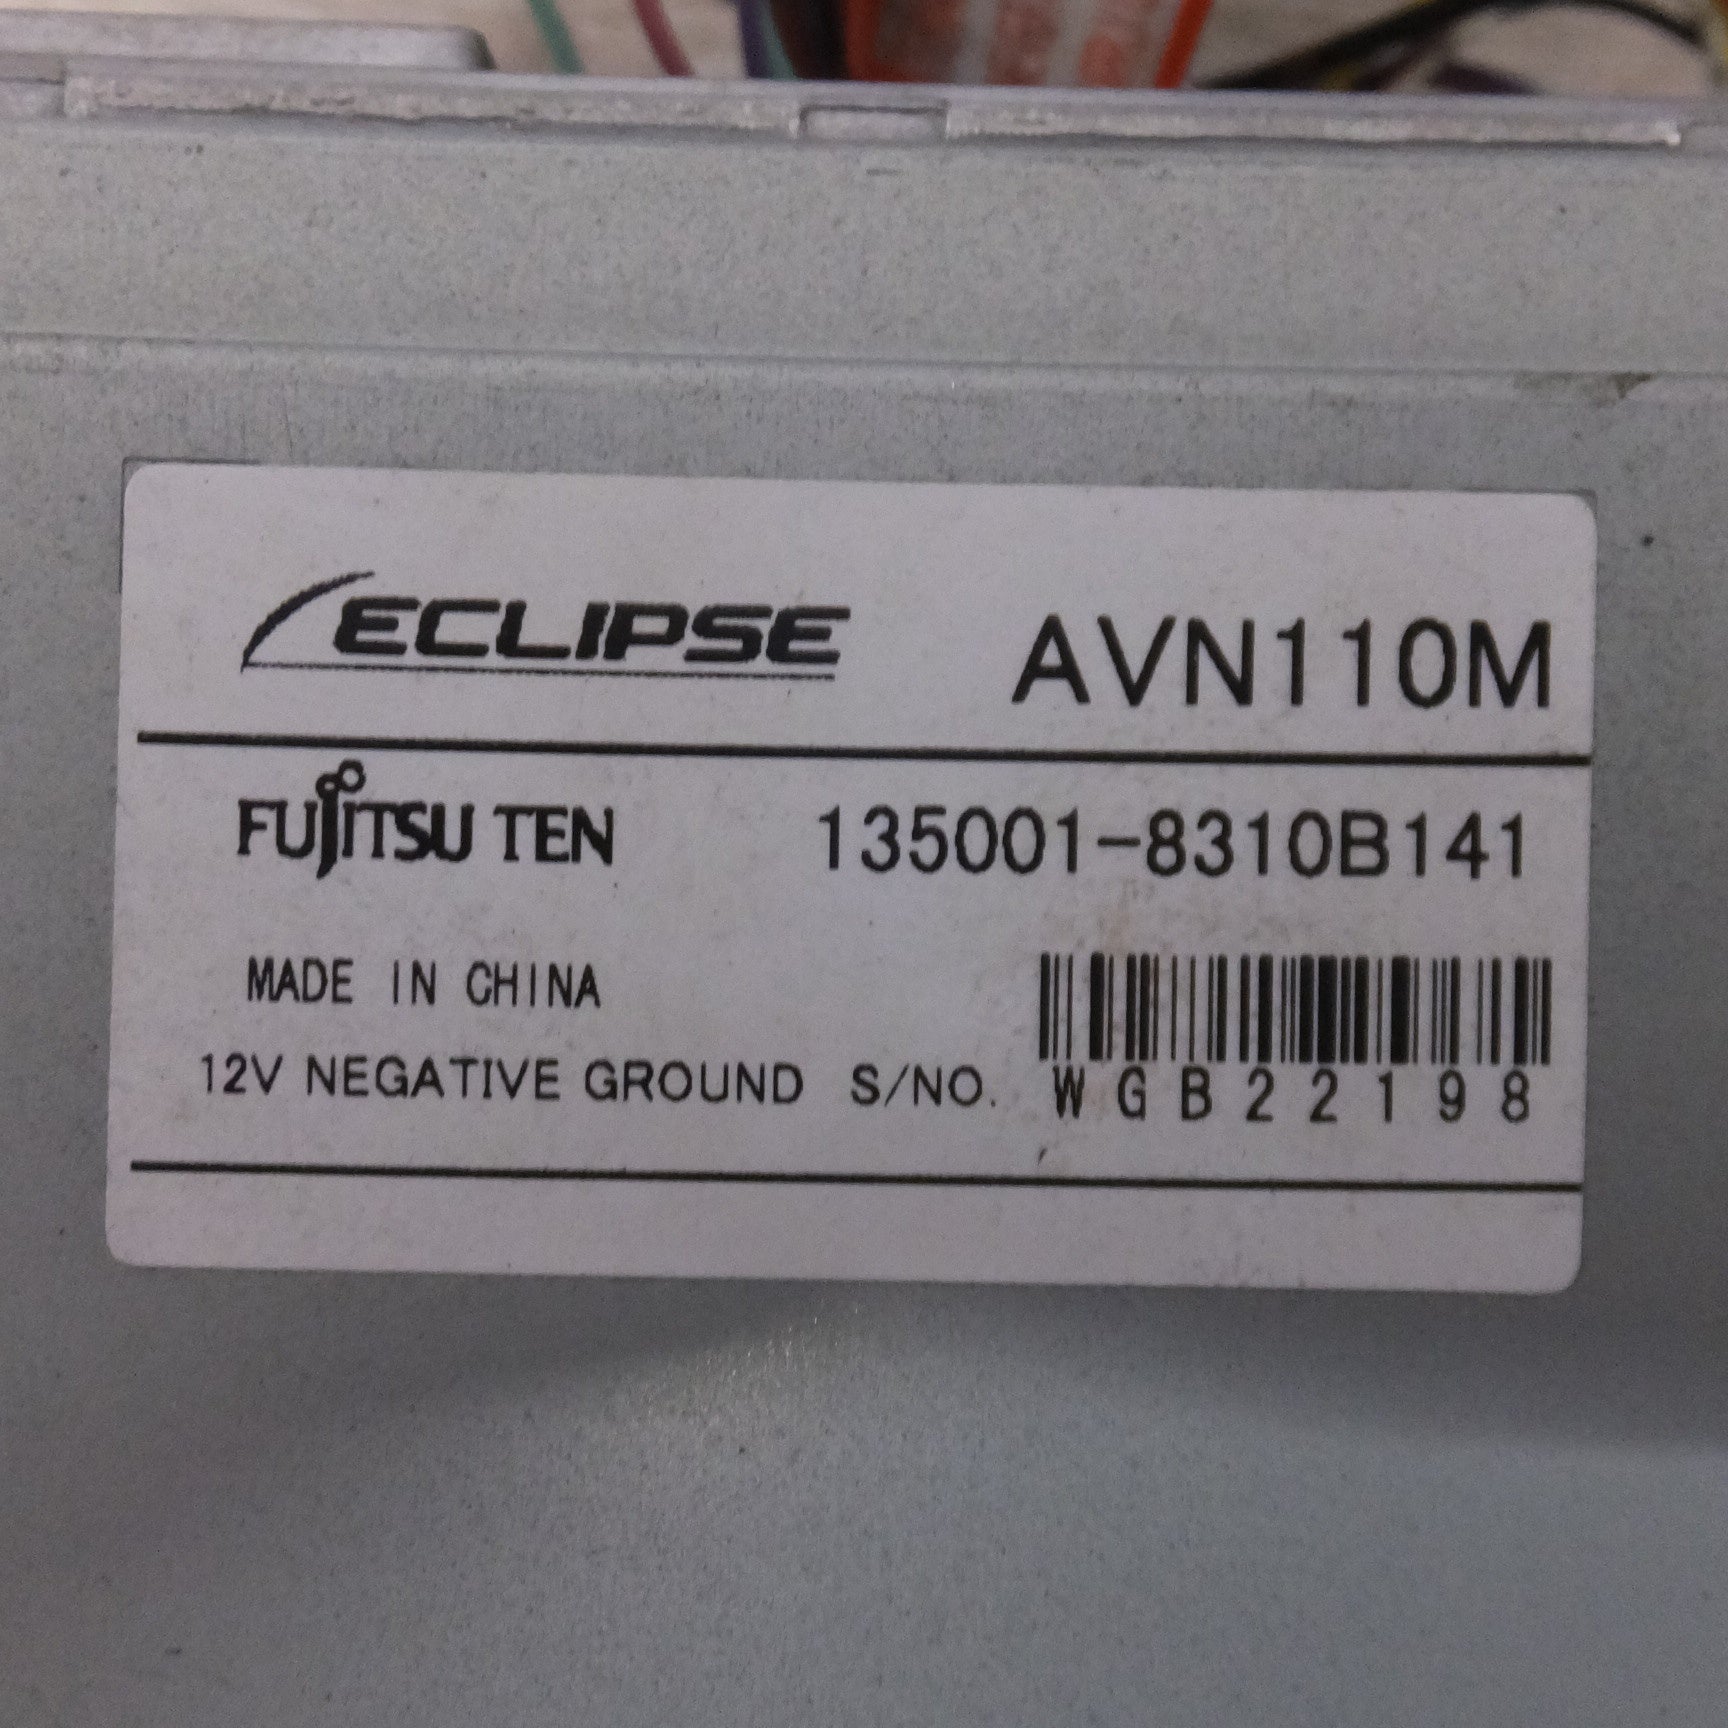 ECLIPSE AVN110M
FUJITSU TEN 135001-8310B141
MADE IN CHINA
12V NEGATIVE GROUND S/NO. WGB22198